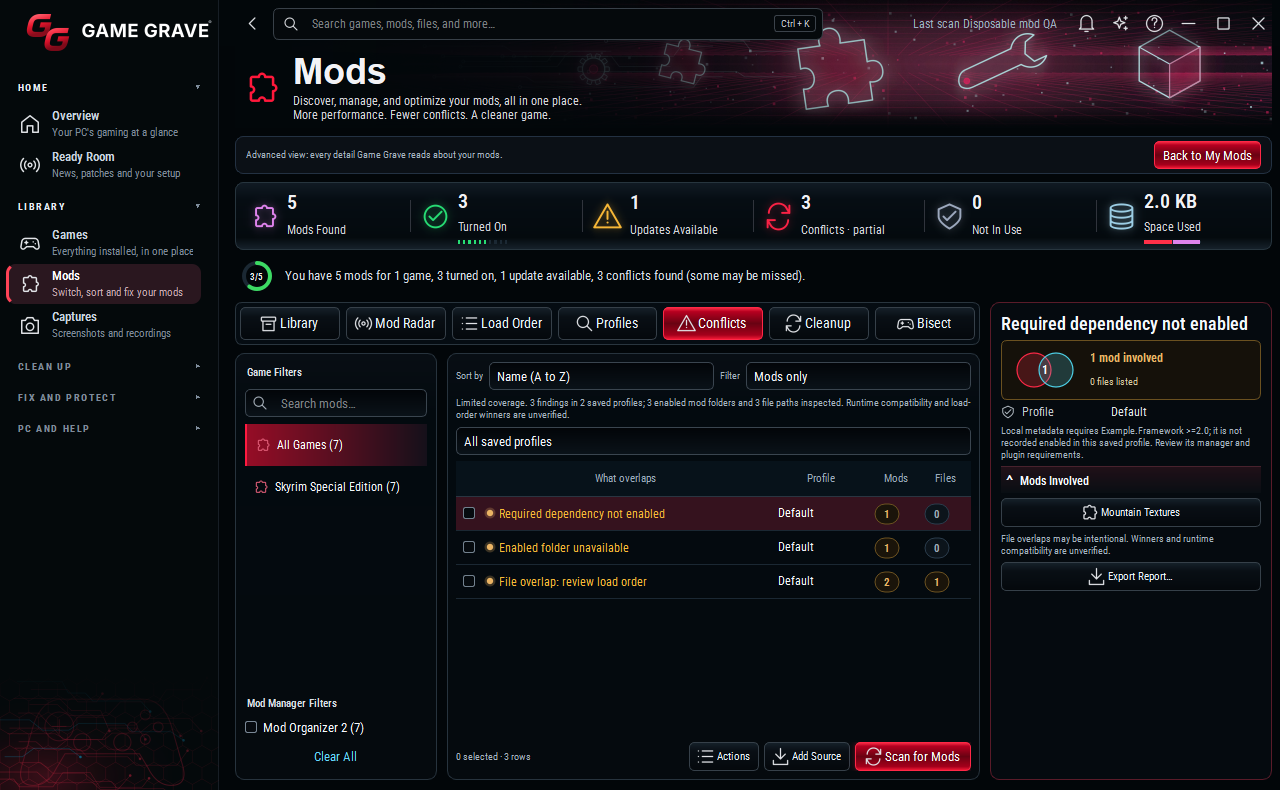 GAME GRAVE
Search games, mods, files, and more...
Ctrl + K
Last scan Disposable mbd QA
Mods
Discover, manage, and optimize your mods, all in one place.
More performance. Fewer conflicts. A cleaner game.
HOME
Overview
Your PC's gaming at a glance
Ready Room
News, patches and your setup
LIBRARY
Games
Everything installed, in one place
Mods
Switch, sort and fix your mods
Captures
Screenshots and recordings
CLEAN UP
FIX AND PROTECT
PC AND HELP
Advanced view: every detail Game Grave reads about your mods.
Back to My Mods
5
Mods Found
3
Turned On
1
Updates Available
3
Conflicts · partial
0
Not In Use
2.0 KB
Space Used
3/5
You have 5 mods for 1 game, 3 turned on, 1 update available, 3 conflicts found (some may be missed).
Library
Mod Radar
Load Order
Profiles
Conflicts
Cleanup
Bisect
Game Filters
Search mods...
All Games (7)
Skyrim Special Edition (7)
Mod Manager Filters
Mod Organizer 2 (7)
Clear All
Sort by
Name (A to Z)
Filter
Mods only
Limited coverage. 3 findings in 2 saved profiles; 3 enabled mod folders and 3 file paths inspected. Runtime compatibility and load-
order winners are unverified.
All saved profiles
What overlaps Profile Mods Files
Required dependency not enabled Default 1 0
Enabled folder unavailable Default 1 0
File overlap: review load order Default 2 1
0 selected · 3 rows
Actions
Add Source
Scan for Mods
Required dependency not enabled
1
1 mod involved
0 files listed
Profile Default
Local metadata requires Example.Framework >=2.0; it is not
recorded enabled in this saved profile. Review its manager and
plugin requirements.
Mods Involved
Mountain Textures
File overlaps may be intentional. Winners and runtime
compatibility are unverified.
Export Report...